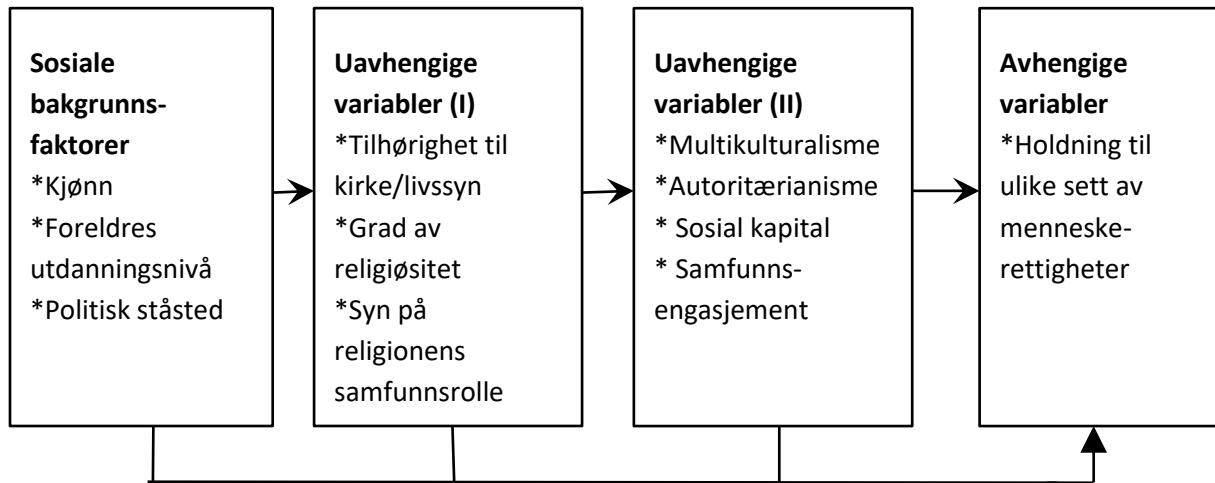 Sosiale
bakgrunns-
faktorer
*Kjønn
*Foreldres
utdanningsnivå
*Politisk ståsted
Uavhengige
variabler (I)
*Tilhørighet til
kirke/livssyn
*Grad av
religiøsitet
*Syn på
religionens
samfunnsrolle
Uavhengige
variabler (II)
*Multikulturalisme
*Autoritærianisme
* Sosial kapital
* Samfunns-
engasjement
Avhengige
variabler
*Holdning til
ulike sett av
menneske-
rettigheter